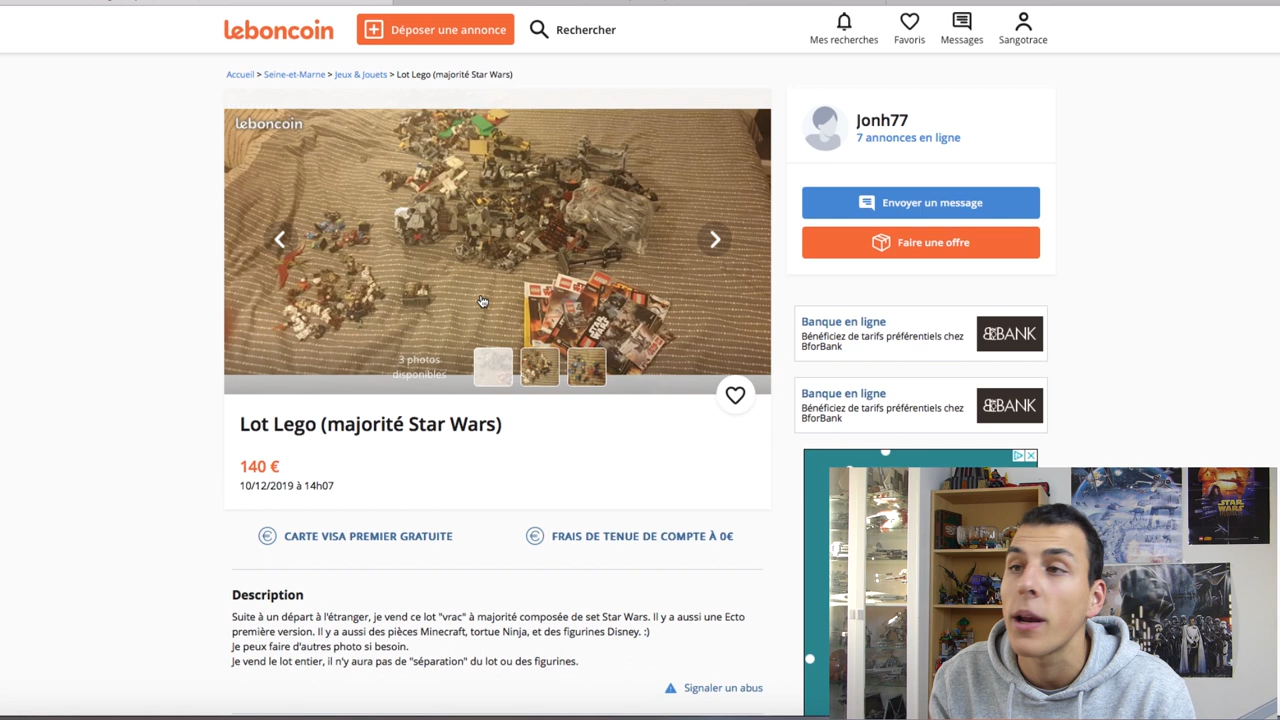 leboncoin
Déposer une annonce
Rechercher
Mes recherches
Favoris
Messages
Sangotrace
Accueil > Seine-et-Marne > Jeux & Jouets > Lot Lego (majorité Star Wars)
leboncoin
3 photos
disponibles
Lot Lego (majorité Star Wars)
140 €
10/12/2019 à 14h07
CARTE VISA PREMIER GRATUITE
FRAIS DE TENUE DE COMPTE À 0€
Description
Suite à un départ à l'étranger, je vend ce lot "vrac" à majorité composée de set Star Wars. Il y a aussi une Ecto
première version. Il y a aussi des pièces Minecraft, tortue Ninja, et des figurines Disney. :)
Je peux faire d'autres photo si besoin.
Je vend le lot entier, il n'y aura pas de "séparation" du lot ou des figurines.
Signaler un abus
Jonh77
7 annonces en ligne
Envoyer un message
Faire une offre
Banque en ligne
Bénéficiez de tarifs préférentiels chez
BforBank
Banque en ligne
Bénéficiez de tarifs préférentiels chez
BforBank
STAR
WARS